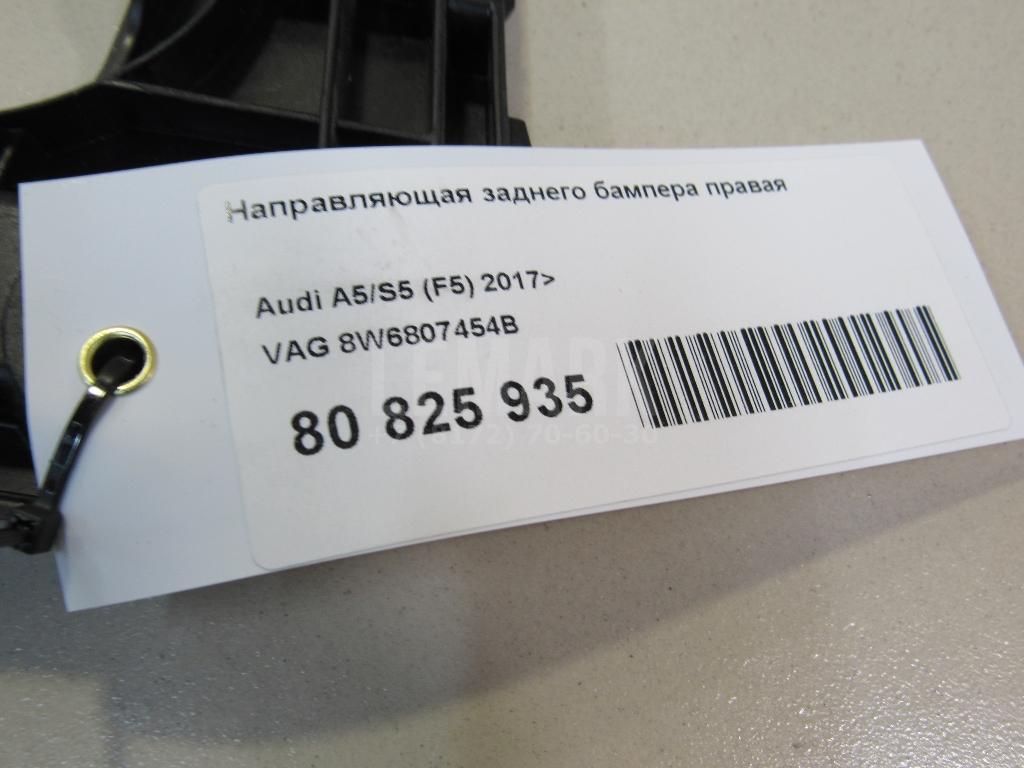 Направляющая заднего бампера правая
Audi A5/S5 (F5) 2017>
VAG 8W6807454B
80 825 935